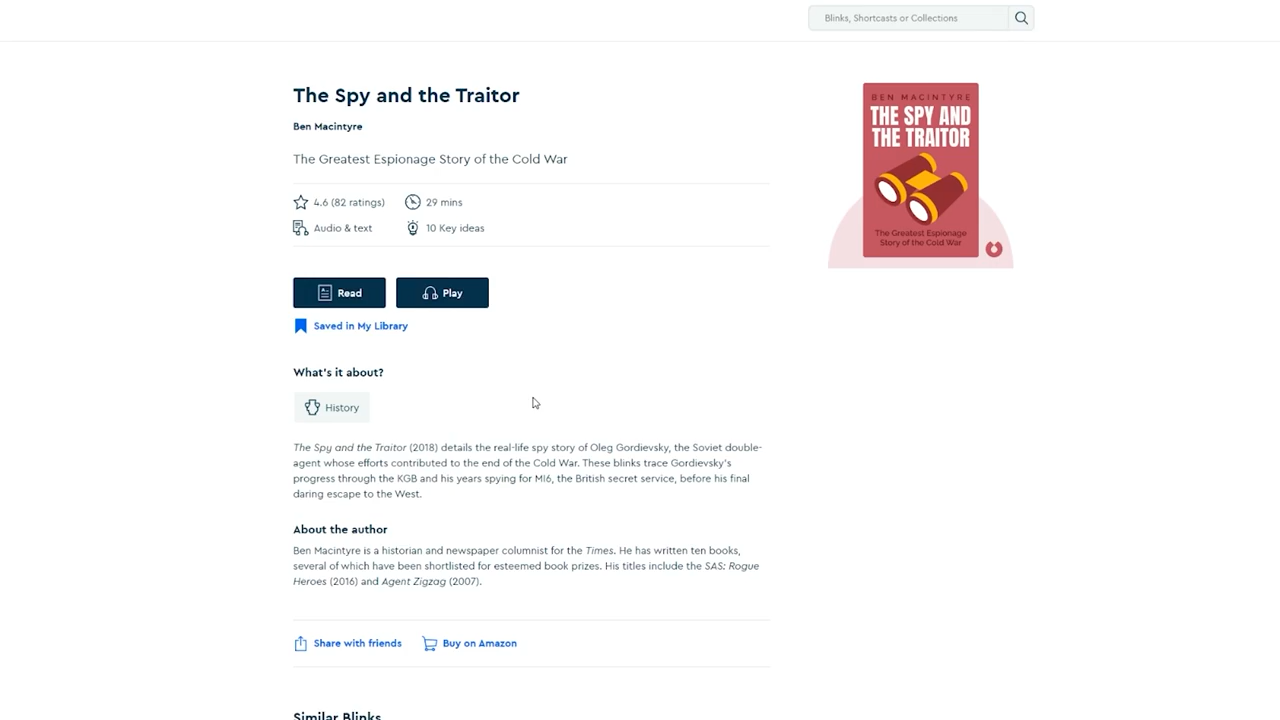 Blinks, Shortcasts or Collections
The Spy and the Traitor
Ben Macintyre
The Greatest Espionage Story of the Cold War
4.6 (82 ratings)
29 mins
Audio & text
10 Key ideas
Read
Play
Saved in My Library
What's it about?
History
The Spy and the Traitor (2018) details the real-life spy story of Oleg Gordievsky, the Soviet double-
agent whose efforts contributed to the end of the Cold War. These blinks trace Gordievsky's
progress through the KGB and his years spying for MI6, the British secret service, before his final
daring escape to the West.
About the author
Ben Macintyre is a historian and newspaper columnist for the Times. He has written ten books,
several of which have been shortlisted for esteemed book prizes. His titles include the SAS: Rogue
Heroes (2016) and Agent Zigzag (2007).
Share with friends
Buy on Amazon
Similar Blinks
BEN MACINTYRE
THE SPY AND
THE TRAITOR
The Greatest Espionage
Story of the Cold War